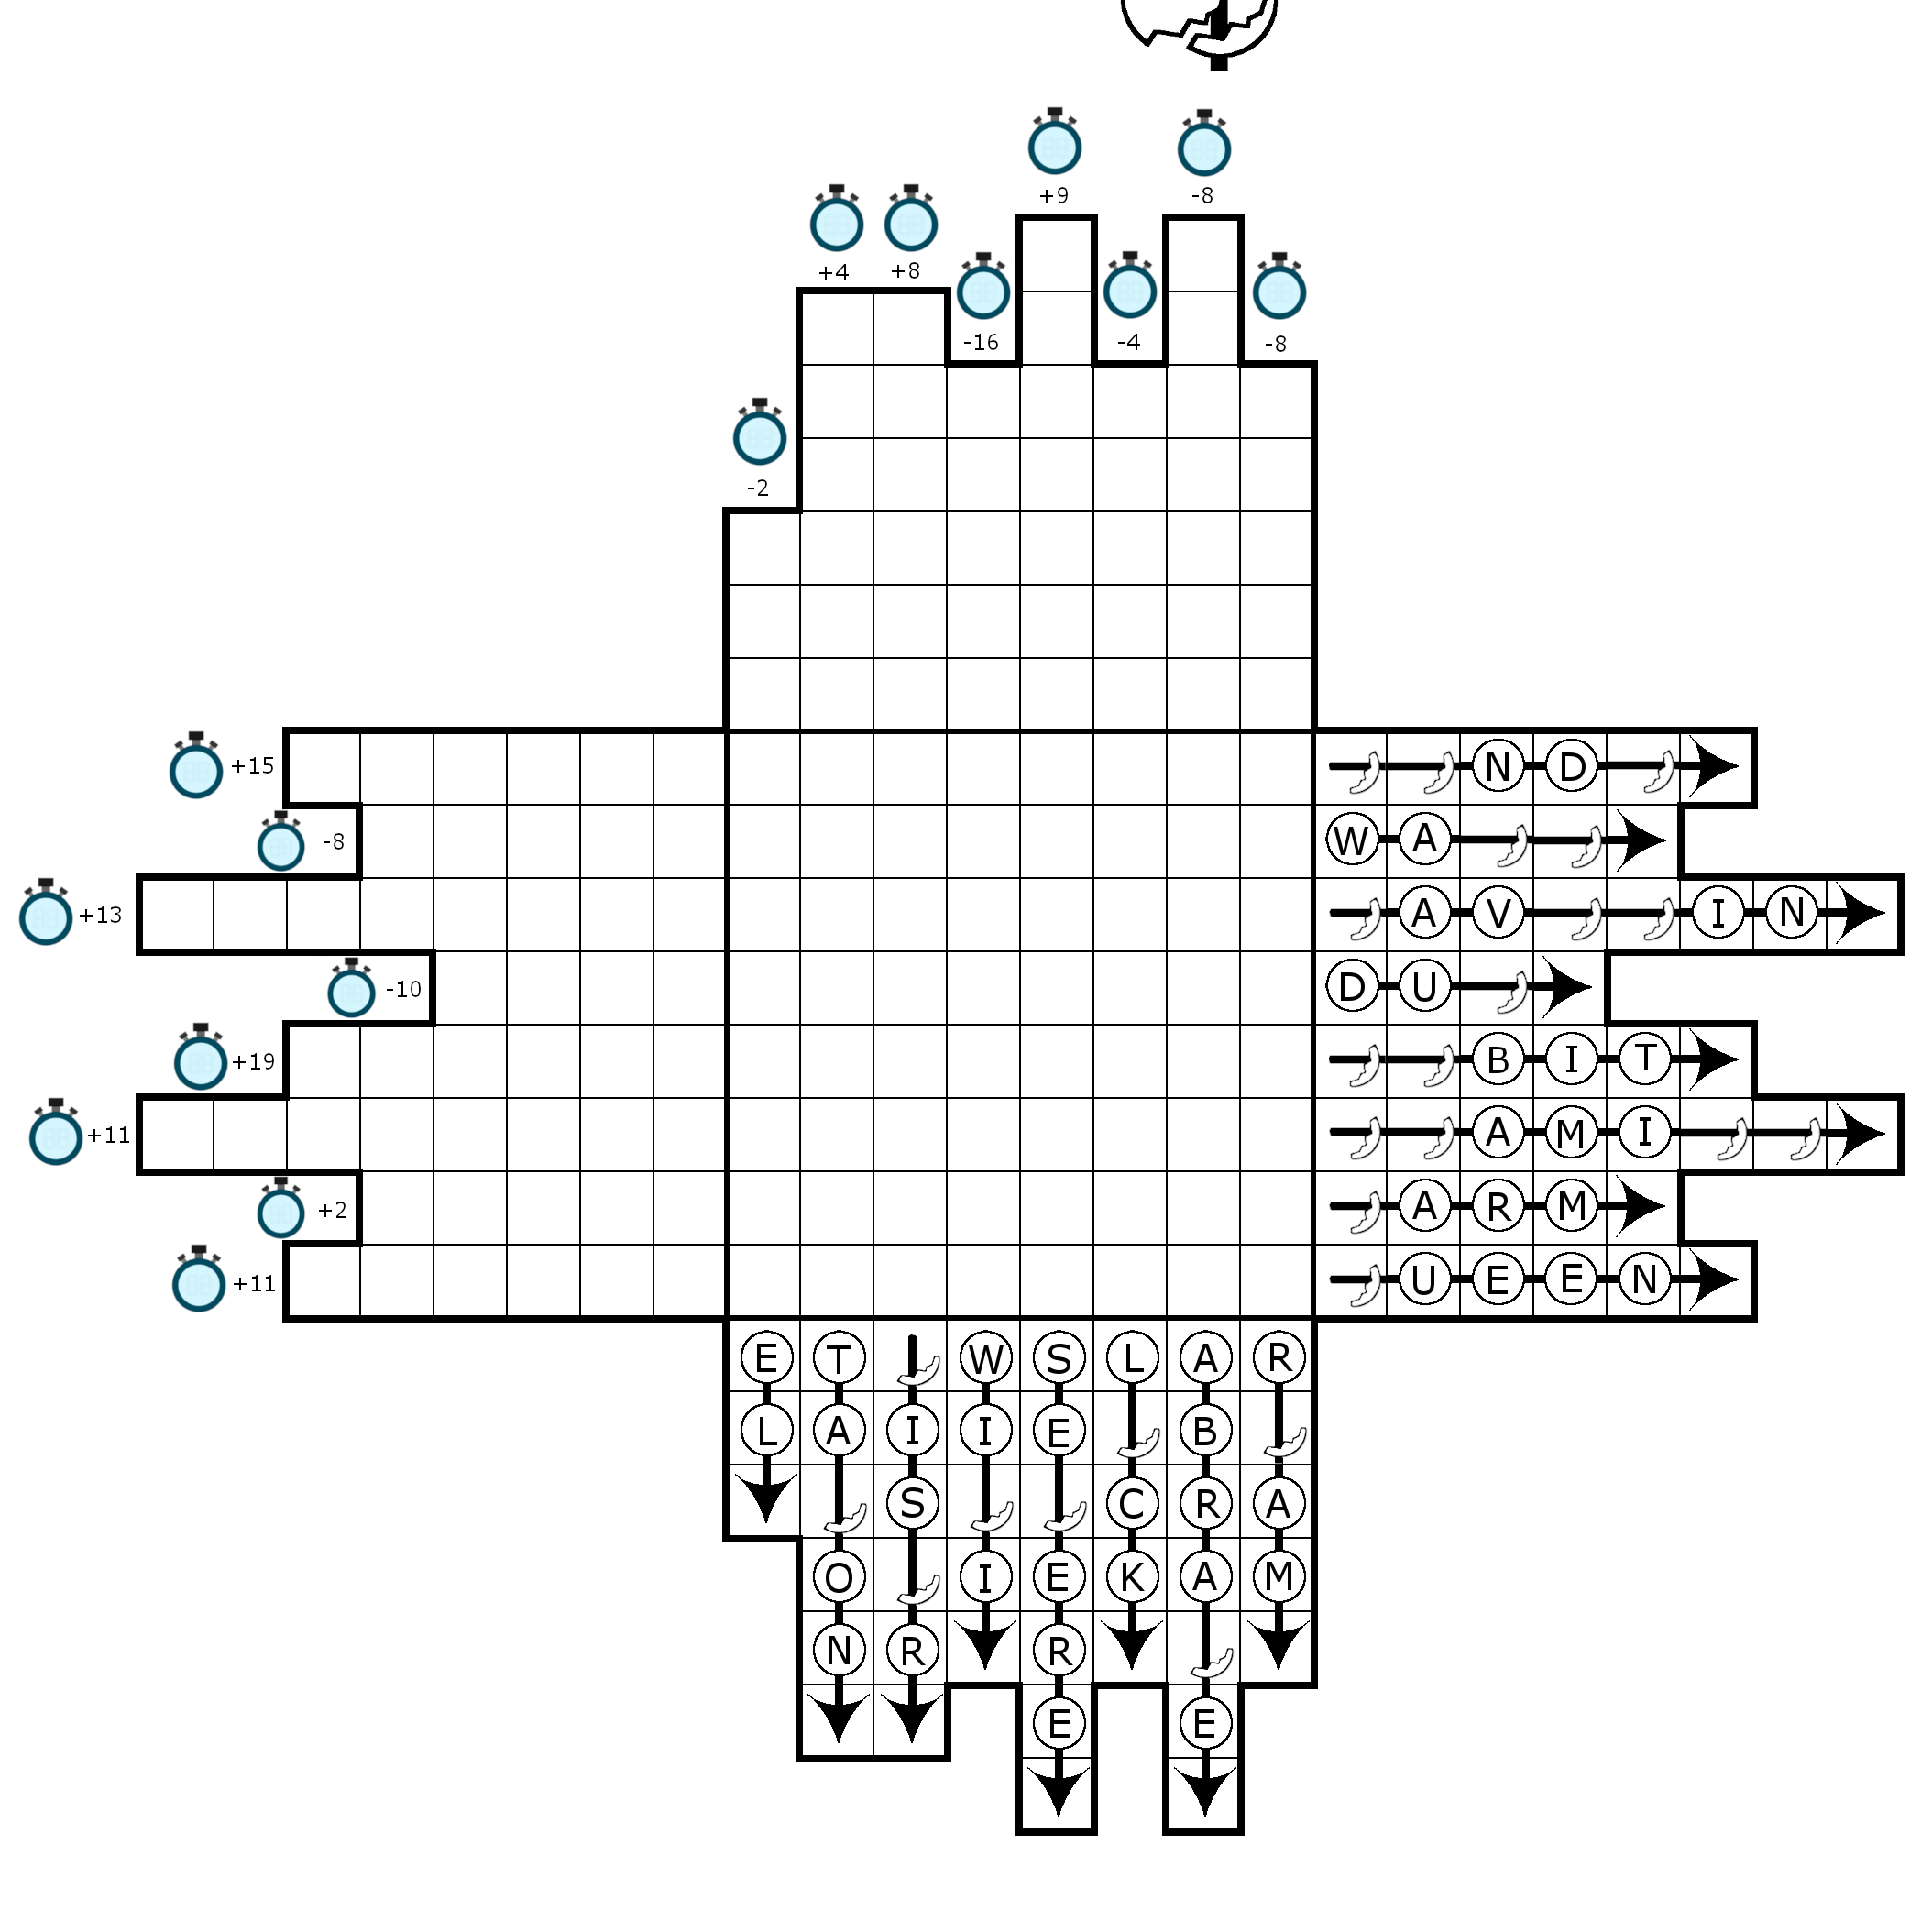 +9 -8
+4 +8
-16 -4 -8
-2
+15 N D
-8 W A
+13 A V I N
-10 D U
+19 B I T
+11 A M I
+2 A R M
+11 U E E N
E T W S L A R
L A I I E B
S C R A
O I E K A M
N R R
E E